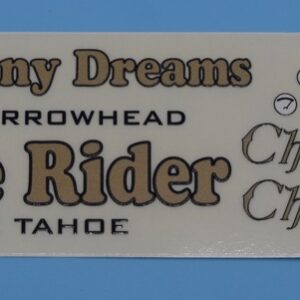 ny Dreams
RROWHEAD
e Rider
TAHOE
Ch
Ch